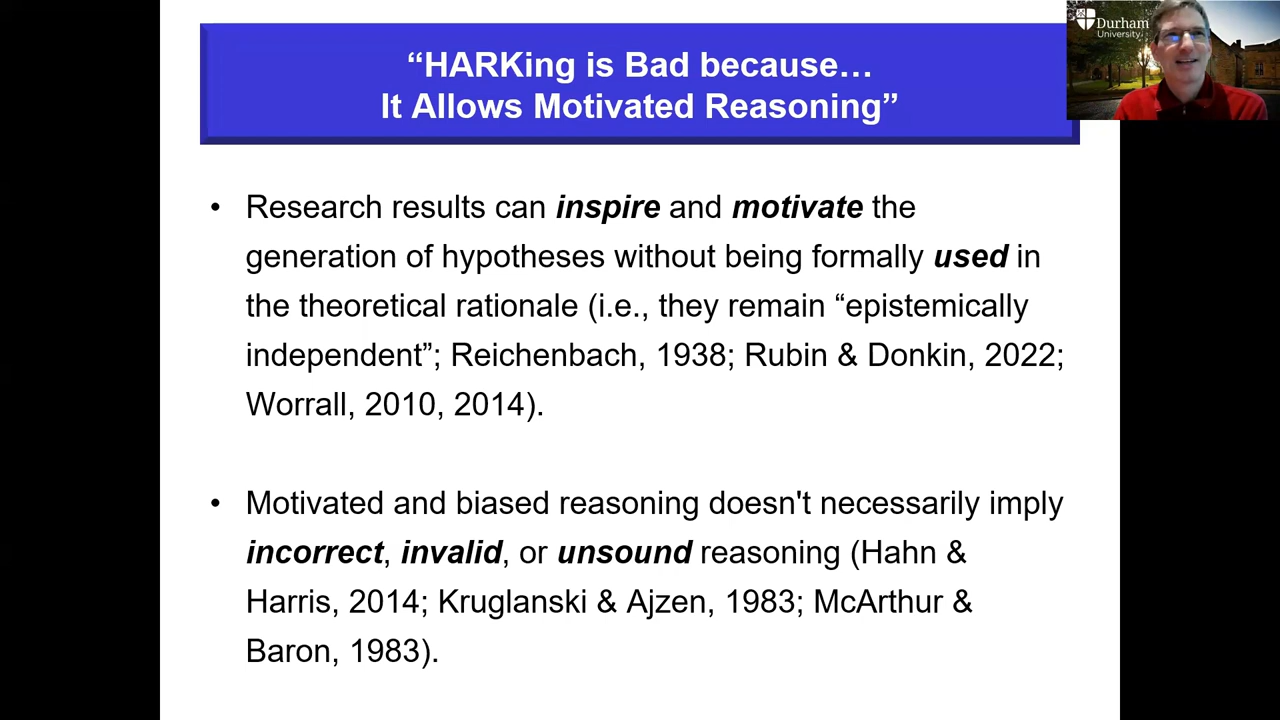 “HARKing is Bad because…
It Allows Motivated Reasoning”
Durham
University
• Research results can inspire and motivate the
generation of hypotheses without being formally used in
the theoretical rationale (i.e., they remain “epistemically
independent”; Reichenbach, 1938; Rubin & Donkin, 2022;
Worrall, 2010, 2014).
• Motivated and biased reasoning doesn't necessarily imply
incorrect, invalid, or unsound reasoning (Hahn &
Harris, 2014; Kruglanski & Ajzen, 1983; McArthur &
Baron, 1983).